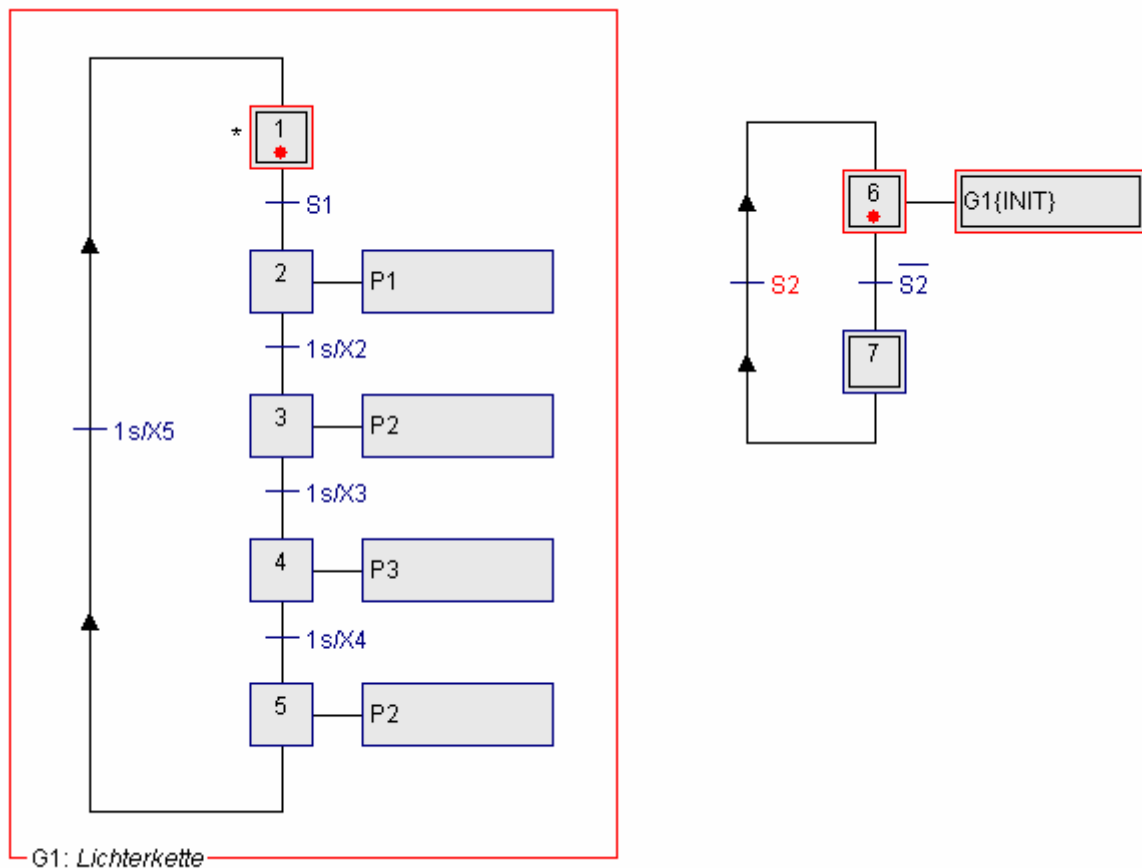 *
1
S1
2
P1
1s/X2
3
P2
1s/X5
1s/X3
4
P3
1s/X4
5
P2
G1: Lichterkette
6
G1{INIT}
S2
S̅2̅
7